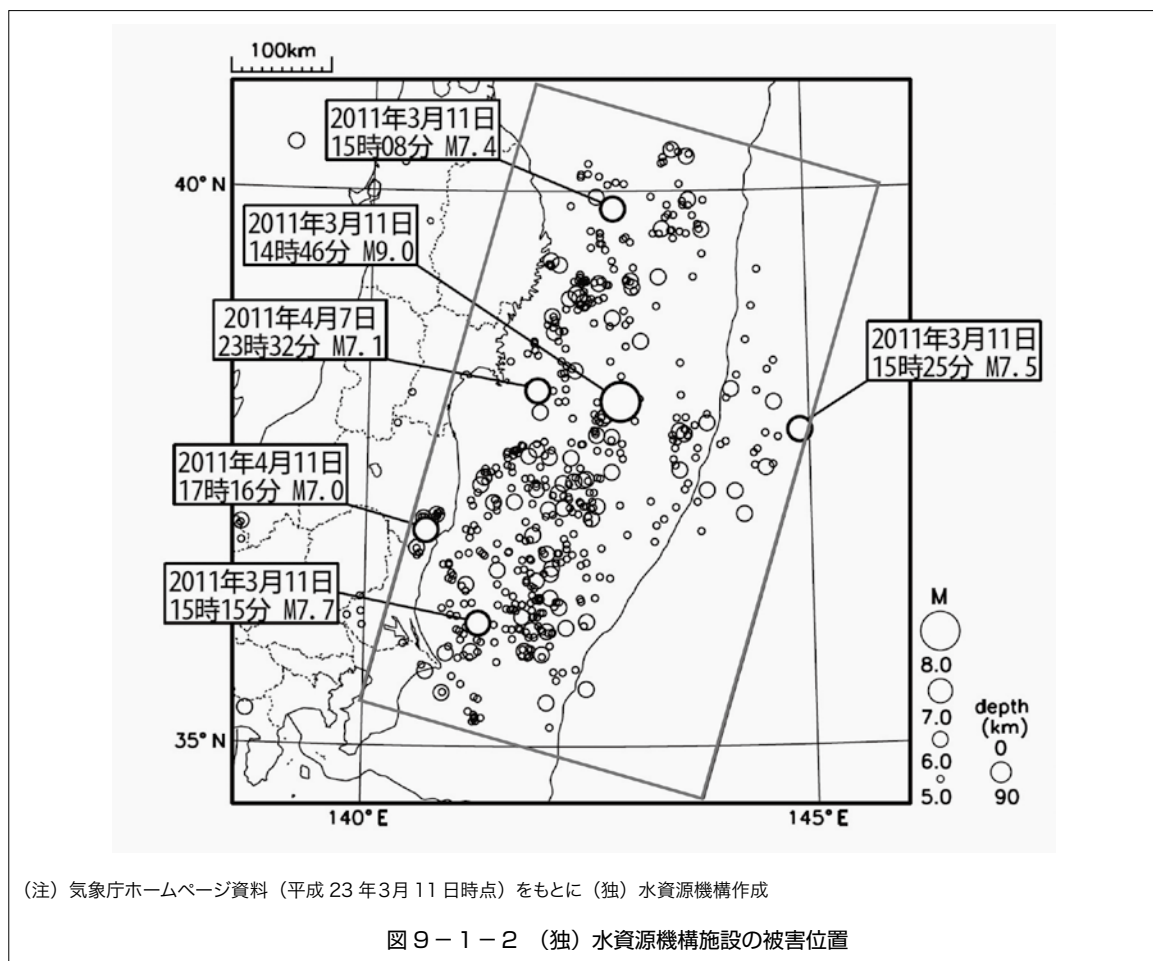 100km
2011年3月11日
15時08分 M7.4
40°N
2011年3月11日
14時46分 M9.0
2011年4月7日
23時32分 M7.1
2011年3月11日
15時25分 M7.5
2011年4月11日
17時16分 M7.0
2011年3月11日
15時15分 M7.7
M
8.0
7.0
6.0
5.0
depth
(km)
0
90
35°N
140°E
145°E
（注）気象庁ホームページ資料（平成 23 年3月 11 日時点）をもとに（独）水資源機構作成
図９－１－２ （独）水資源機構施設の被害位置